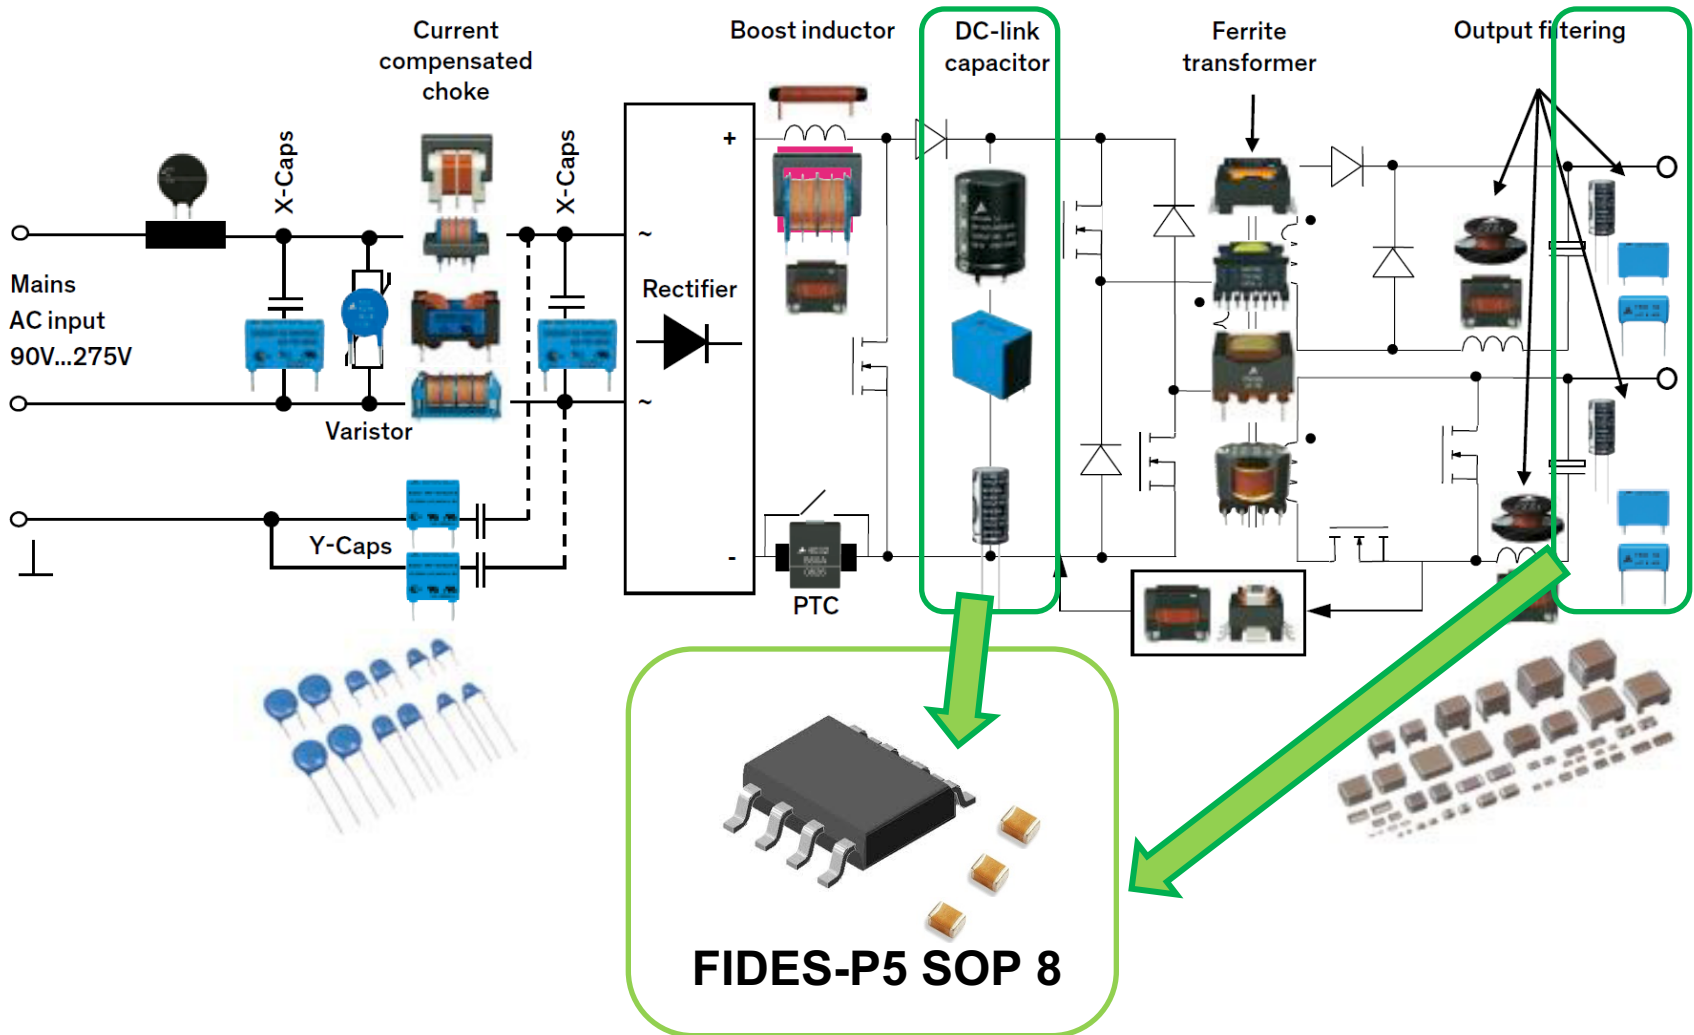 Current
compensated
choke
Boost inductor
DC-link
capacitor
Ferrite
transformer
Output filtering
X-Caps
X-Caps
+
~
Mains
AC input
90V...275V
Rectifier
~
Varistor
Y-Caps
-
PTC
FIDES-P5 SOP 8